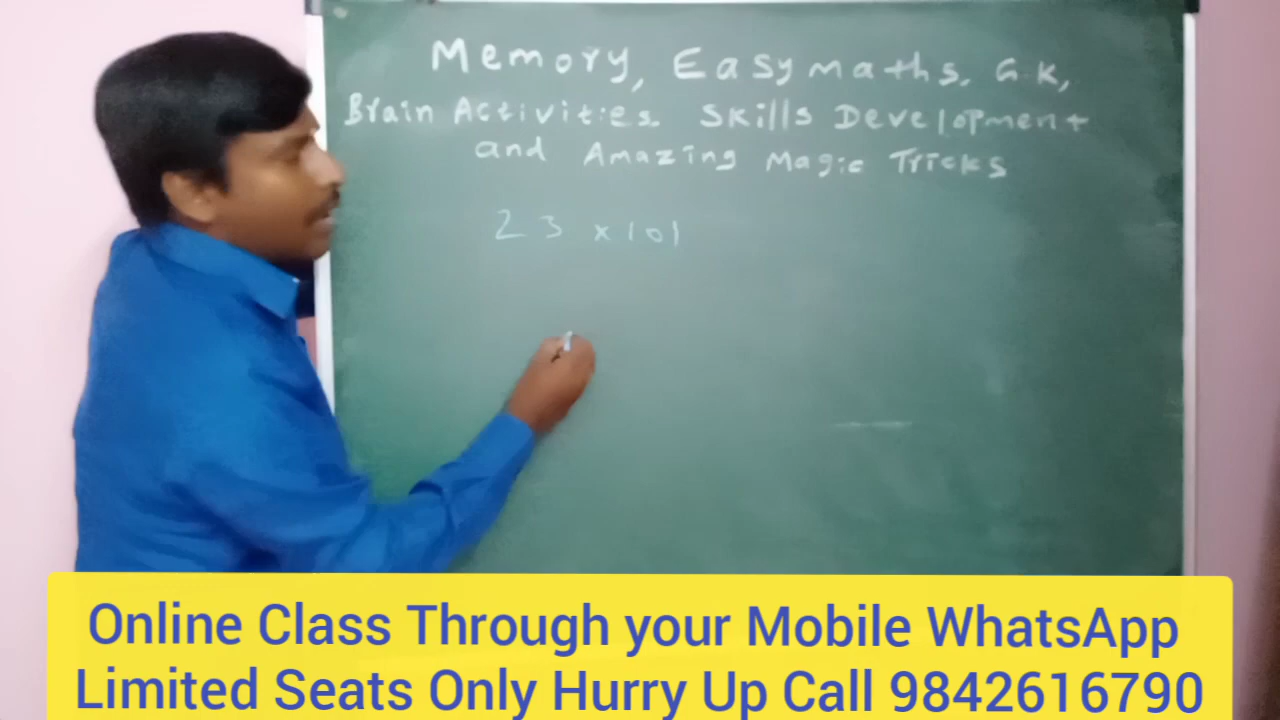 Memory, Easymaths, G.K,
Brain Activities. Skills Development
and Amazing Magic Tricks
23 x101
Online Class Through your Mobile WhatsApp
Limited Seats Only Hurry Up Call 9842616790